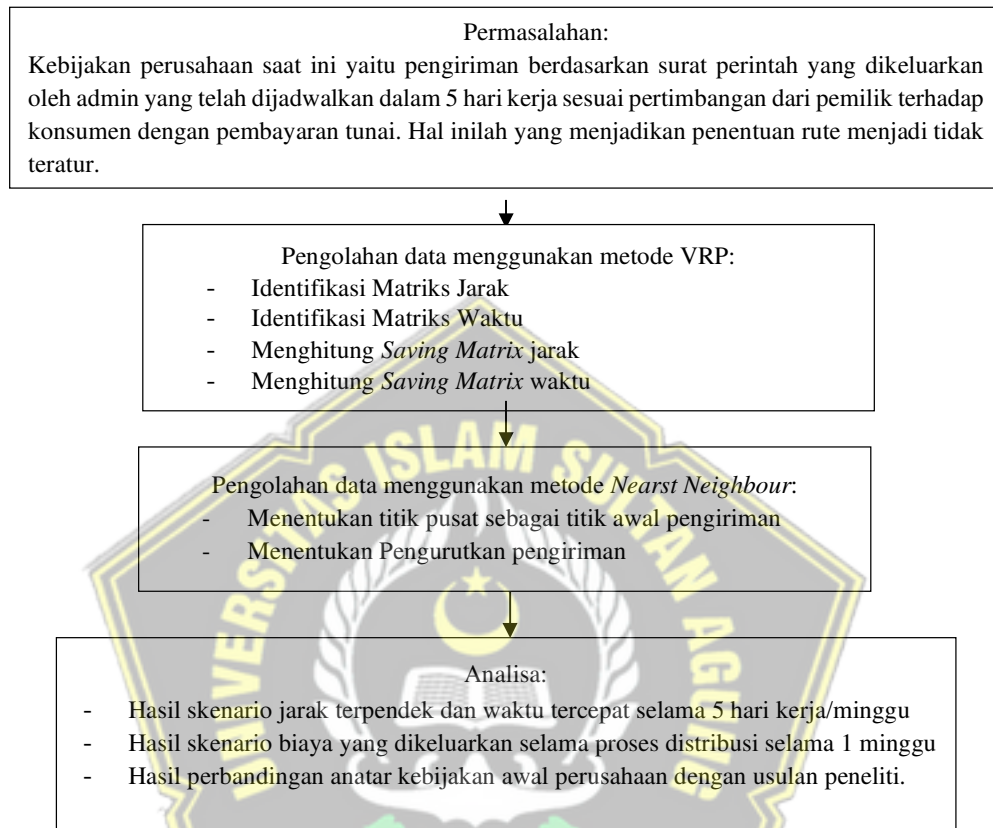 Permasalahan:
Kebijakan perusahaan saat ini yaitu pengiriman berdasarkan surat perintah yang dikeluarkan
oleh admin yang telah dijadwalkan dalam 5 hari kerja sesuai pertimbangan dari pemilik terhadap
konsumen dengan pembayaran tunai. Hal inilah yang menjadikan penentuan rute menjadi tidak
teratur.
Pengolahan data menggunakan metode VRP:
- Identifikasi Matriks Jarak
- Identifikasi Matriks Waktu
- Menghitung Saving Matrix jarak
- Menghitung Saving Matrix waktu
Pengolahan data menggunakan metode Nearst Neighbour:
- Menentukan titik pusat sebagai titik awal pengiriman
- Menentukan Pengurutkan pengiriman
Analisa:
- Hasil skenario jarak terpendek dan waktu tercepat selama 5 hari kerja/minggu
- Hasil skenario biaya yang dikeluarkan selama proses distribusi selama 1 minggu
- Hasil perbandingan anatar kebijakan awal perusahaan dengan usulan peneliti.
UNIVERSITAS ISLAM SULTAN AGUNG